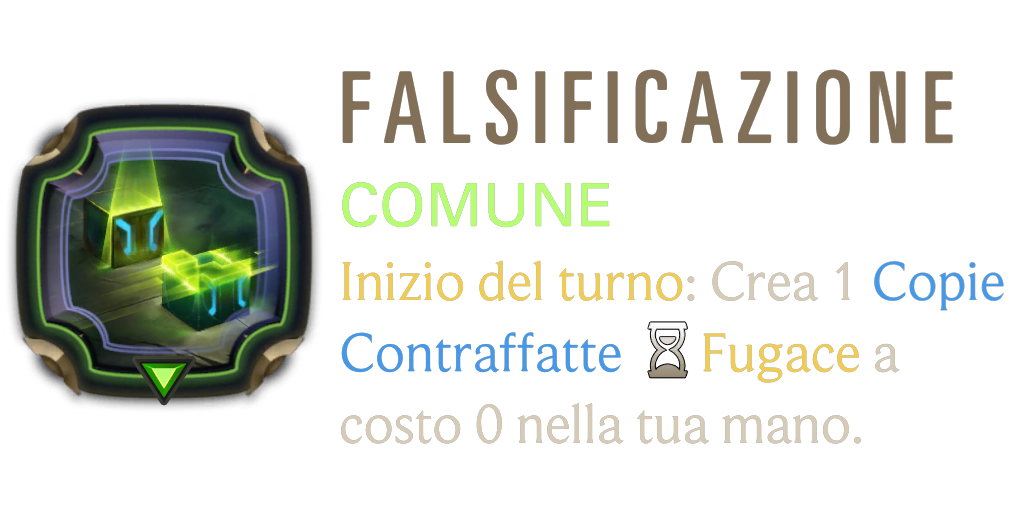 FALSIFICAZIONE
COMUNE
Inizio del turno: Crea 1 Copie
Contraffatte Fugace a
costo 0 nella tua mano.